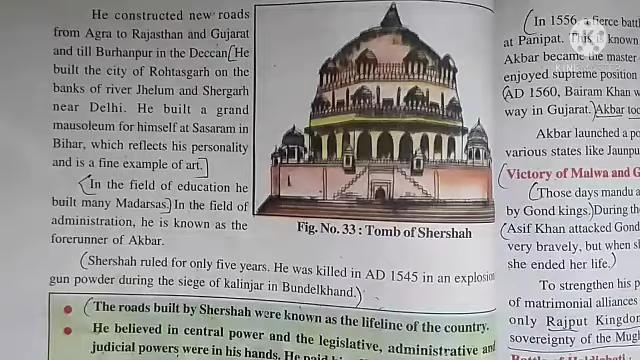 He constructed new roads
from Agra to Rajasthan and Gujarat
and till Burhanpur in the Deccan. He
built the city of Rohtasgarh on the
banks of river Jhelum and Shergarh
near Delhi. He built a grand
mausoleum for himself at Sasaram in
Bihar, which reflects his personality
and is a fine example of art.
In the field of education he
built many Madarsas. In the field of
administration, he is known as the
forerunner of Akbar.
Fig. No. 33 : Tomb of Shershah
Shershah ruled for only five years. He was killed in AD 1545 in an explosion
gun powder during the siege of kalinjar in Bundelkhand.
The roads built by Shershah were known as the lifeline of the country.
He believed in central power and the legislative, administrative and
judicial powers were in his hands. He paid
In 1556, a fierce
at Panipat. This is known
Akbar became the master
enjoyed supreme position
AD 1560, Bairam Khan
way in Gujarat. Akbar
Akbar launched a
various states like
Victory of Malwa and
Those days mandu
by Gond kings. During
Asif Khan attacked
very bravely, but when
she ended her life.
To strengthen his
of matrimonial alliances
only Rajput
sovereignty of the